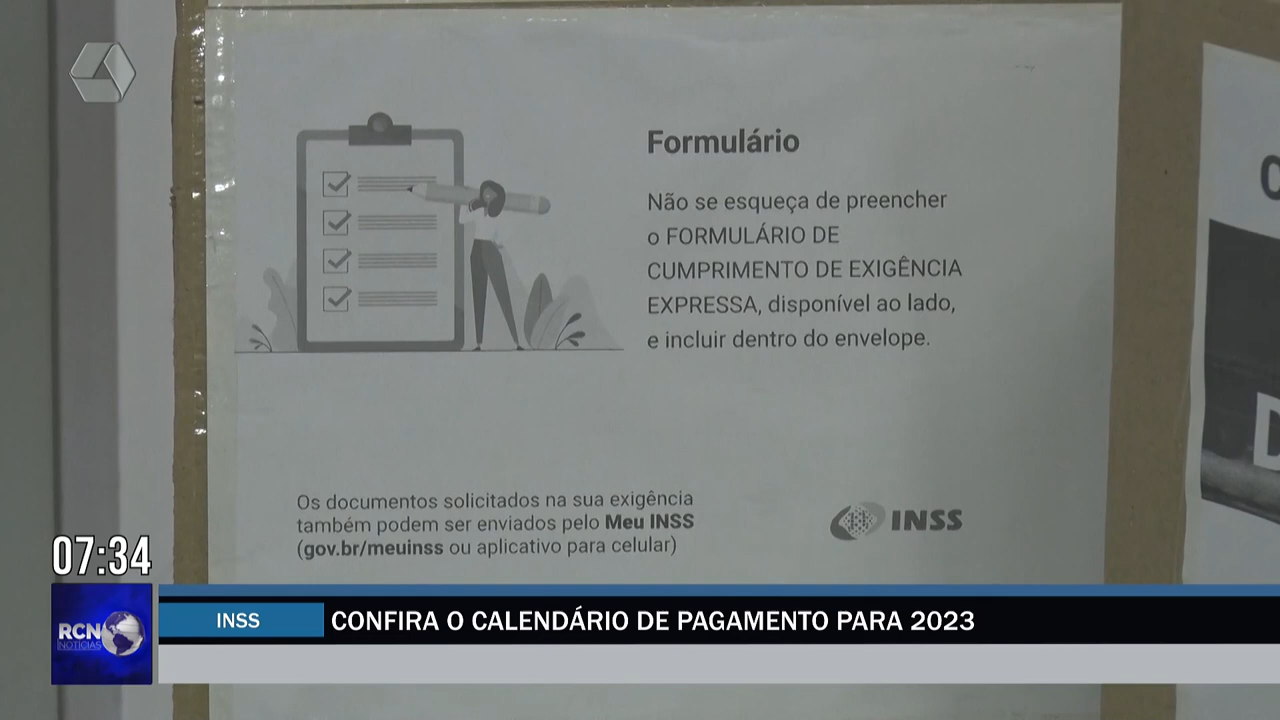 Formulário
Não se esqueça de preencher
o FORMULÁRIO DE
CUMPRIMENTO DE EXIGÊNCIA
EXPRESSA, disponível ao lado,
e incluir dentro do envelope.
Os documentos solicitados na sua exigência
também podem ser enviados pelo Meu INSS
(gov.br/meuinss ou aplicativo para celular)
INSS
07:34
RCN
NOTÍCIAS
INSS
CONFIRA O CALENDÁRIO DE PAGAMENTO PARA 2023